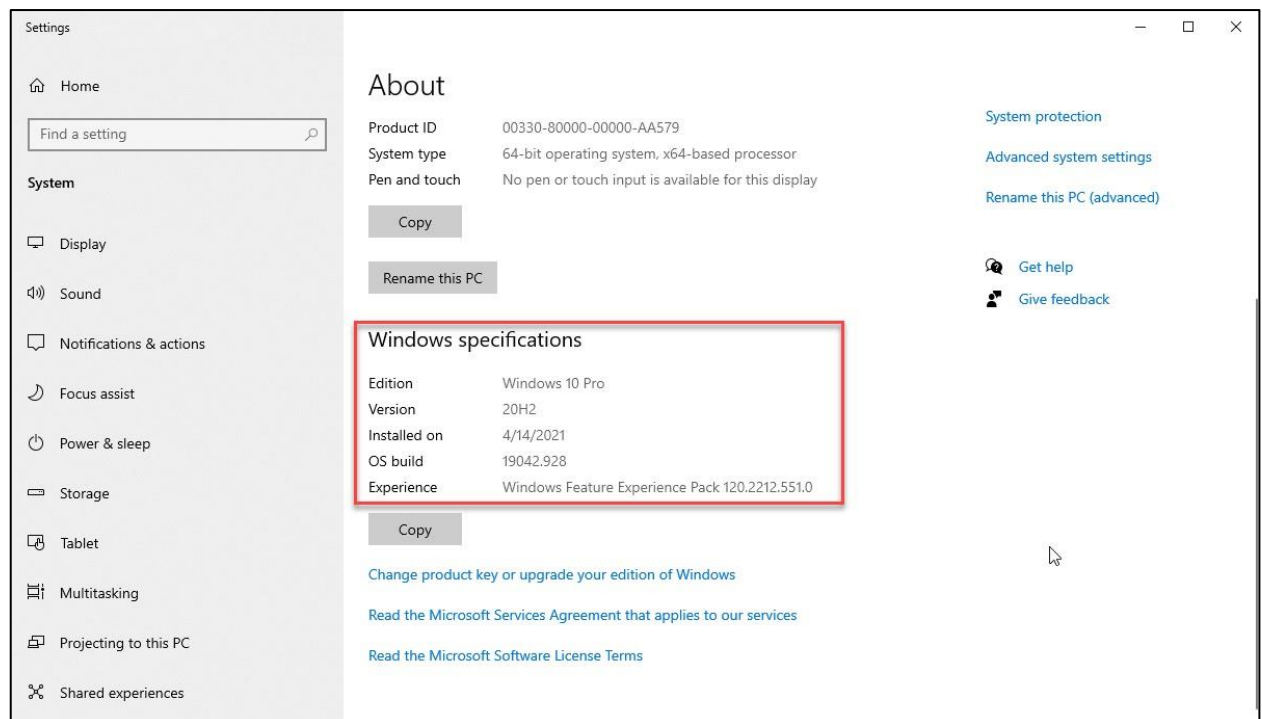 Settings
Home
Find a setting
System
Display
Sound
Notifications & actions
Focus assist
Power & sleep
Storage
Tablet
Multitasking
Projecting to this PC
Shared experiences
About
Product ID 00330-80000-00000-AA579
System type 64-bit operating system, x64-based processor
Pen and touch No pen or touch input is available for this display
Copy
Rename this PC
Windows specifications
Edition Windows 10 Pro
Version 20H2
Installed on 4/14/2021
OS build 19042.928
Experience Windows Feature Experience Pack 120.2212.551.0
Copy
Change product key or upgrade your edition of Windows
Read the Microsoft Services Agreement that applies to our services
Read the Microsoft Software License Terms
System protection
Advanced system settings
Rename this PC (advanced)
Get help
Give feedback